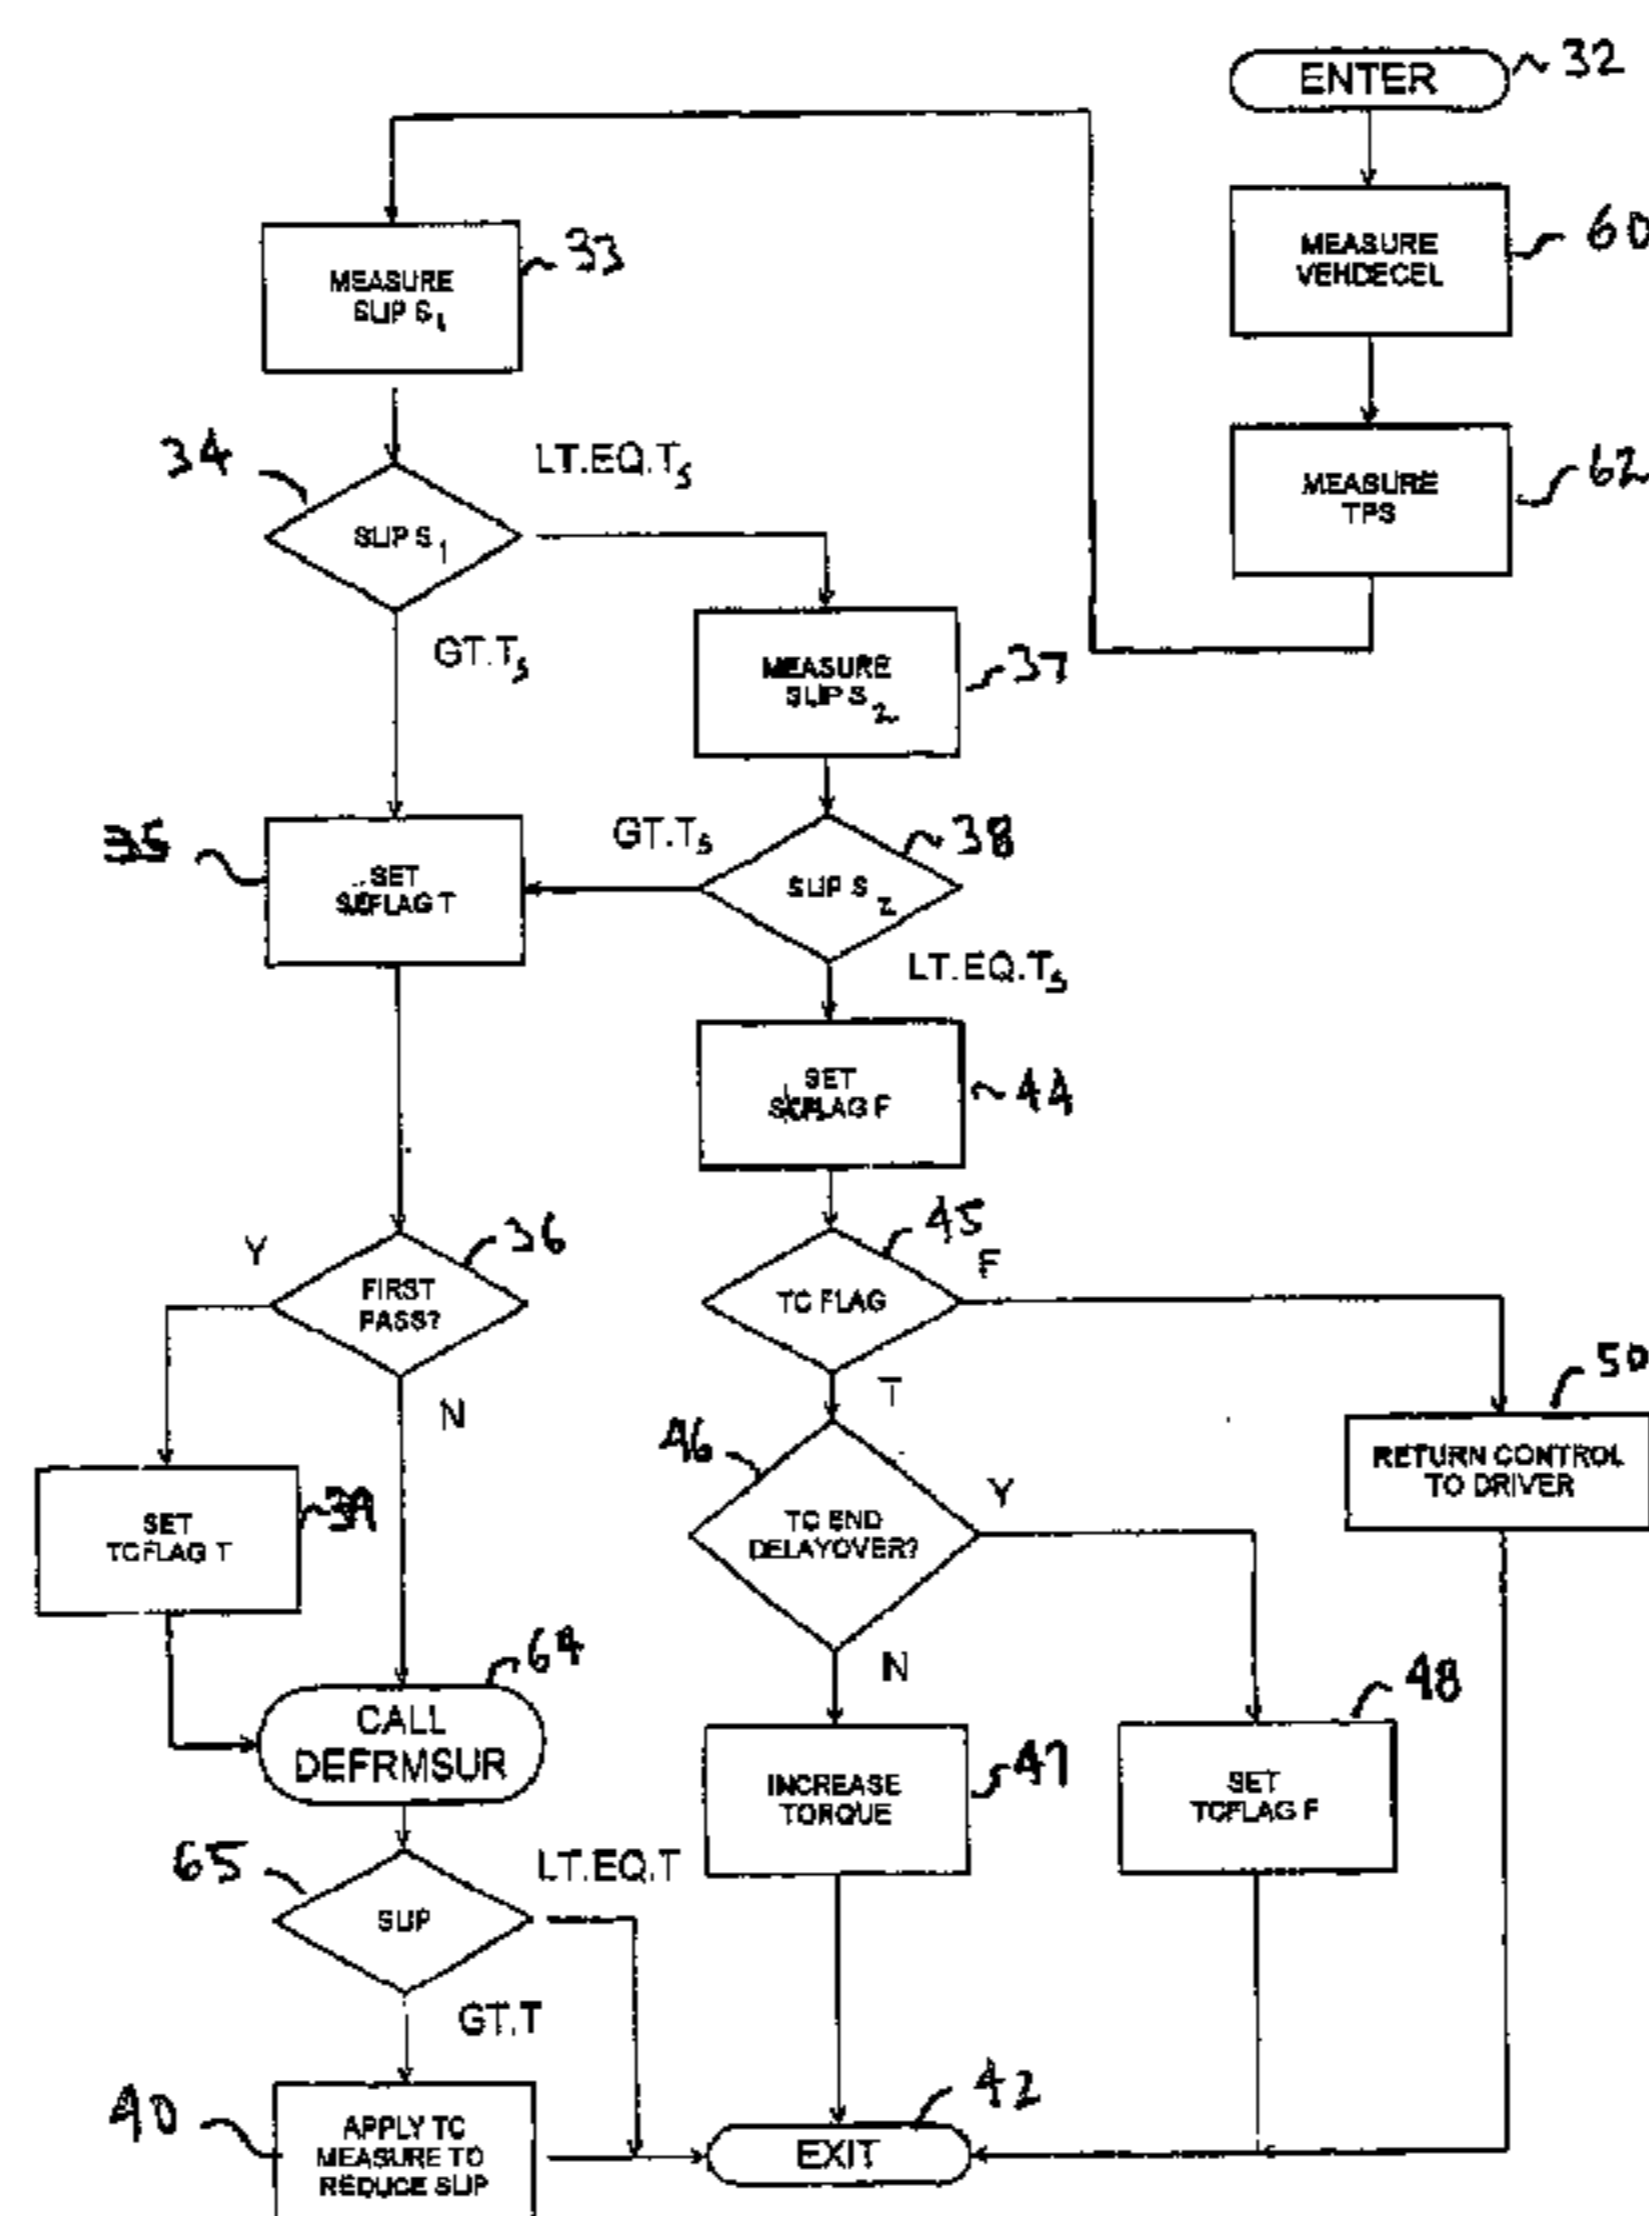 ENTER
32
MEASURE
VEHDECEL
60
MEASURE
TPS
62
MEASURE
SLIP S1
33
34
SLIP S1
LT.EQ.TS
GT.TS
MEASURE
SLIP S2
37
35
SET
T
GT.TS
SLIP S2
38
LT.EQ.TS
SET
F
44
Y
FIRST
PASS?
36
N
TC FLAG
45
F
T
SET
TCFLAG T
39
46
TC END
DELAYOVER?
Y
N
RETURN CONTROL
TO DRIVER
50
CALL
DEFRMSUR
64
INCREASE
TORQUE
47
SET
TCFLAG F
48
65
SLIP
LT.EQ.T
GT.T
40
APPLY TC
MEASURE TO
REDUCE SLIP
EXIT
42